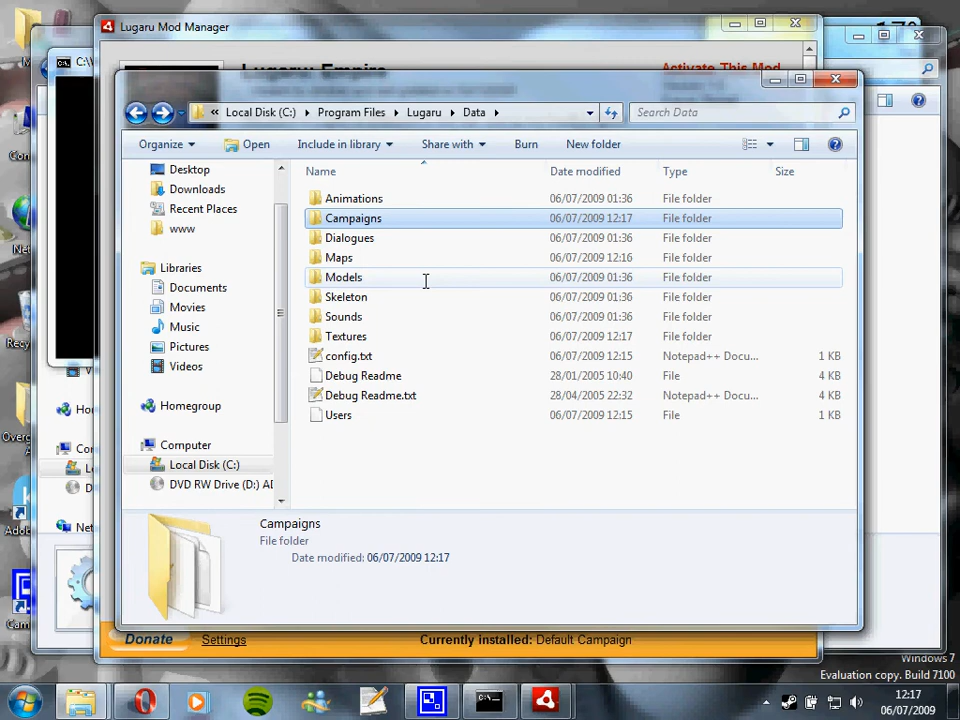 Lugaru Mod Manager
C:\
Lugaru: Empire
Activate This Mod
« Local Disk (C:) Program Files Lugaru Data
Search Data
Organize Open Include in library Share with Burn New folder
Name Date modified Type Size
Desktop
Downloads
Recent Places
www
Libraries
Documents
Movies
Music
Pictures
Videos
Homegroup
Computer
Local Disk (C:)
DVD RW Drive (D:) AD
Animations 06/07/2009 01:36 File folder
Campaigns 06/07/2009 12:17 File folder
Dialogues 06/07/2009 01:36 File folder
Maps 06/07/2009 12:16 File folder
Models 06/07/2009 01:36 File folder
Skeleton 06/07/2009 01:36 File folder
Sounds 06/07/2009 01:36 File folder
Textures 06/07/2009 12:17 File folder
config.txt 06/07/2009 12:15 Notepad++ Docu... 1 KB
Debug Readme 28/01/2005 10:40 File 4 KB
Debug Readme.txt 28/04/2005 22:32 Notepad++ Docu... 4 KB
Users 06/07/2009 12:15 File 1 KB
Campaigns
File folder
Date modified: 06/07/2009 12:17
Donate Settings Currently installed: Default Campaign
Windows 7
Evaluation copy. Build 7100
12:17
06/07/2009